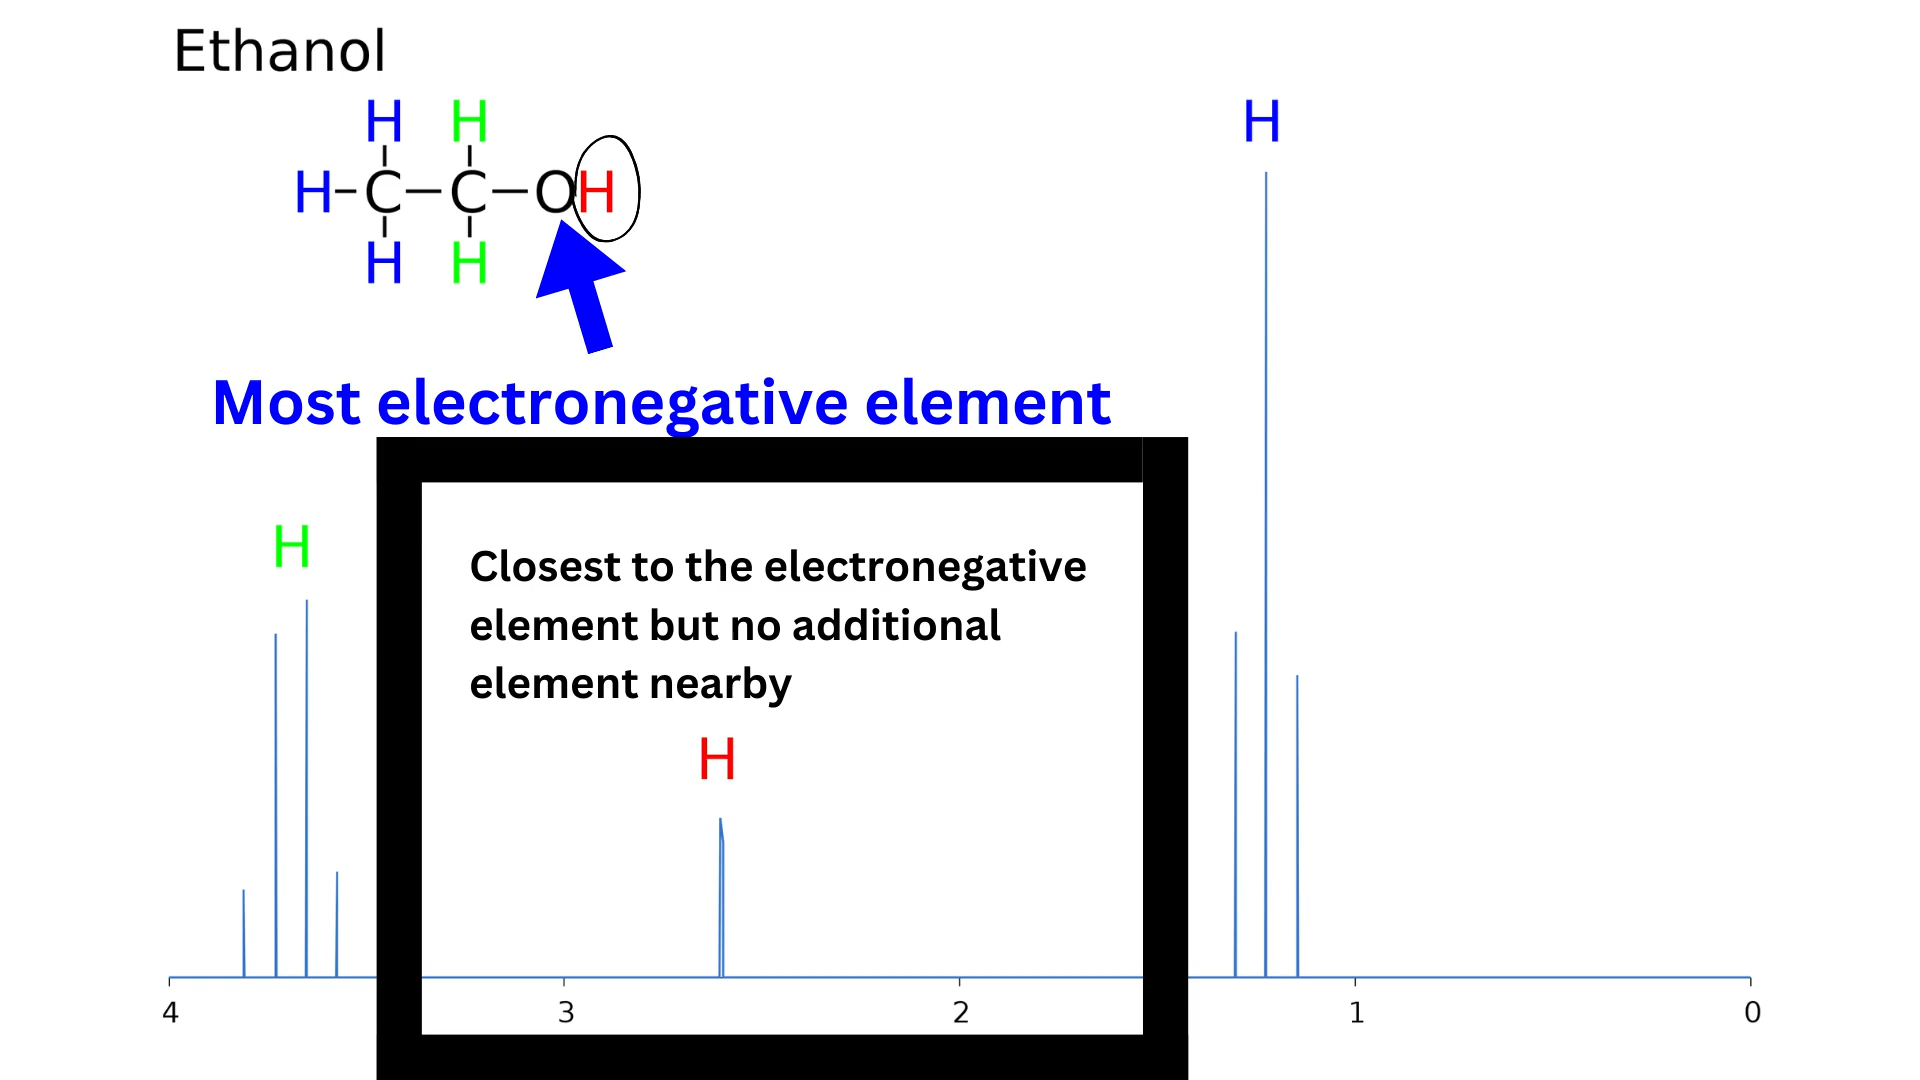 Ethanol
H H H
H C C OH
H H
Most electronegative element
H
Closest to the electronegative
element but no additional
element nearby
H
4 3 2 1 0